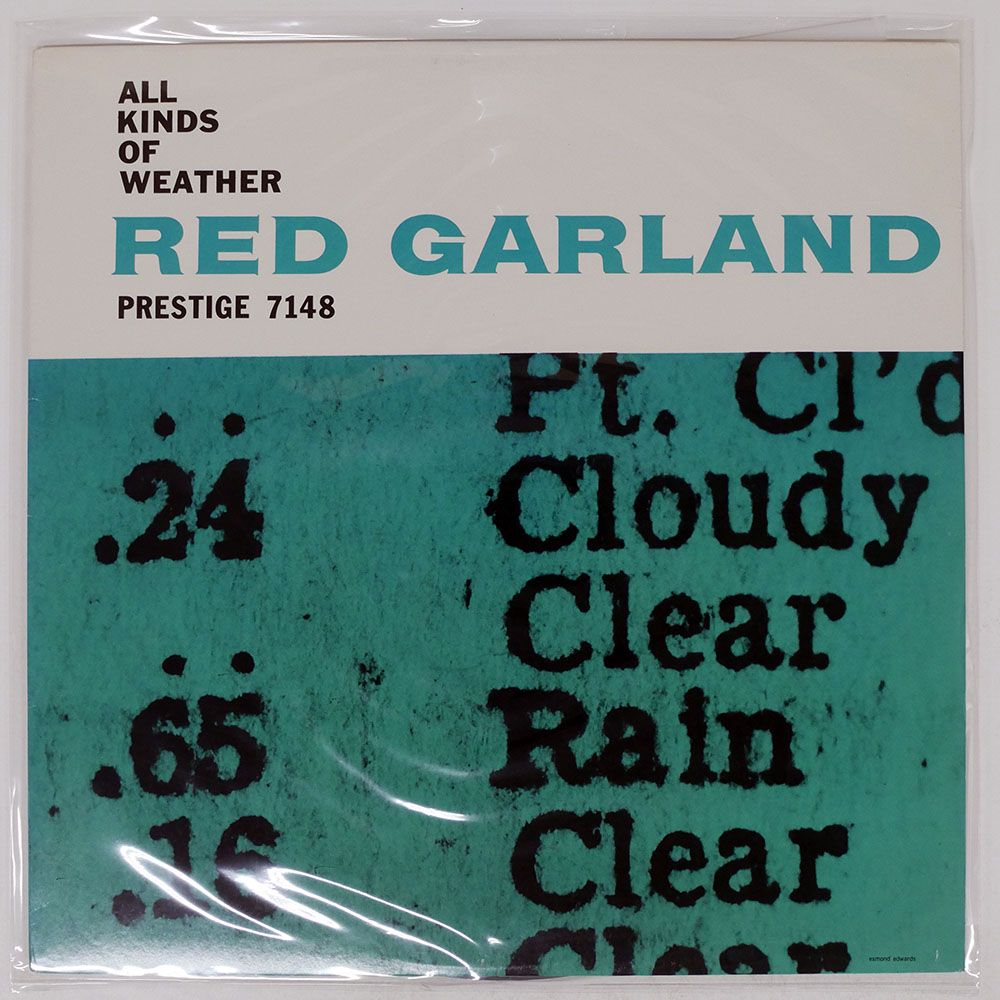 ALL
KINDS
OF
WEATHER
RED GARLAND
PRESTIGE 7148
. . Pt. Cl'd
.24 Cloudy
. . Clear
.65 Rain
.16 Clear
Clear
esmond edwards